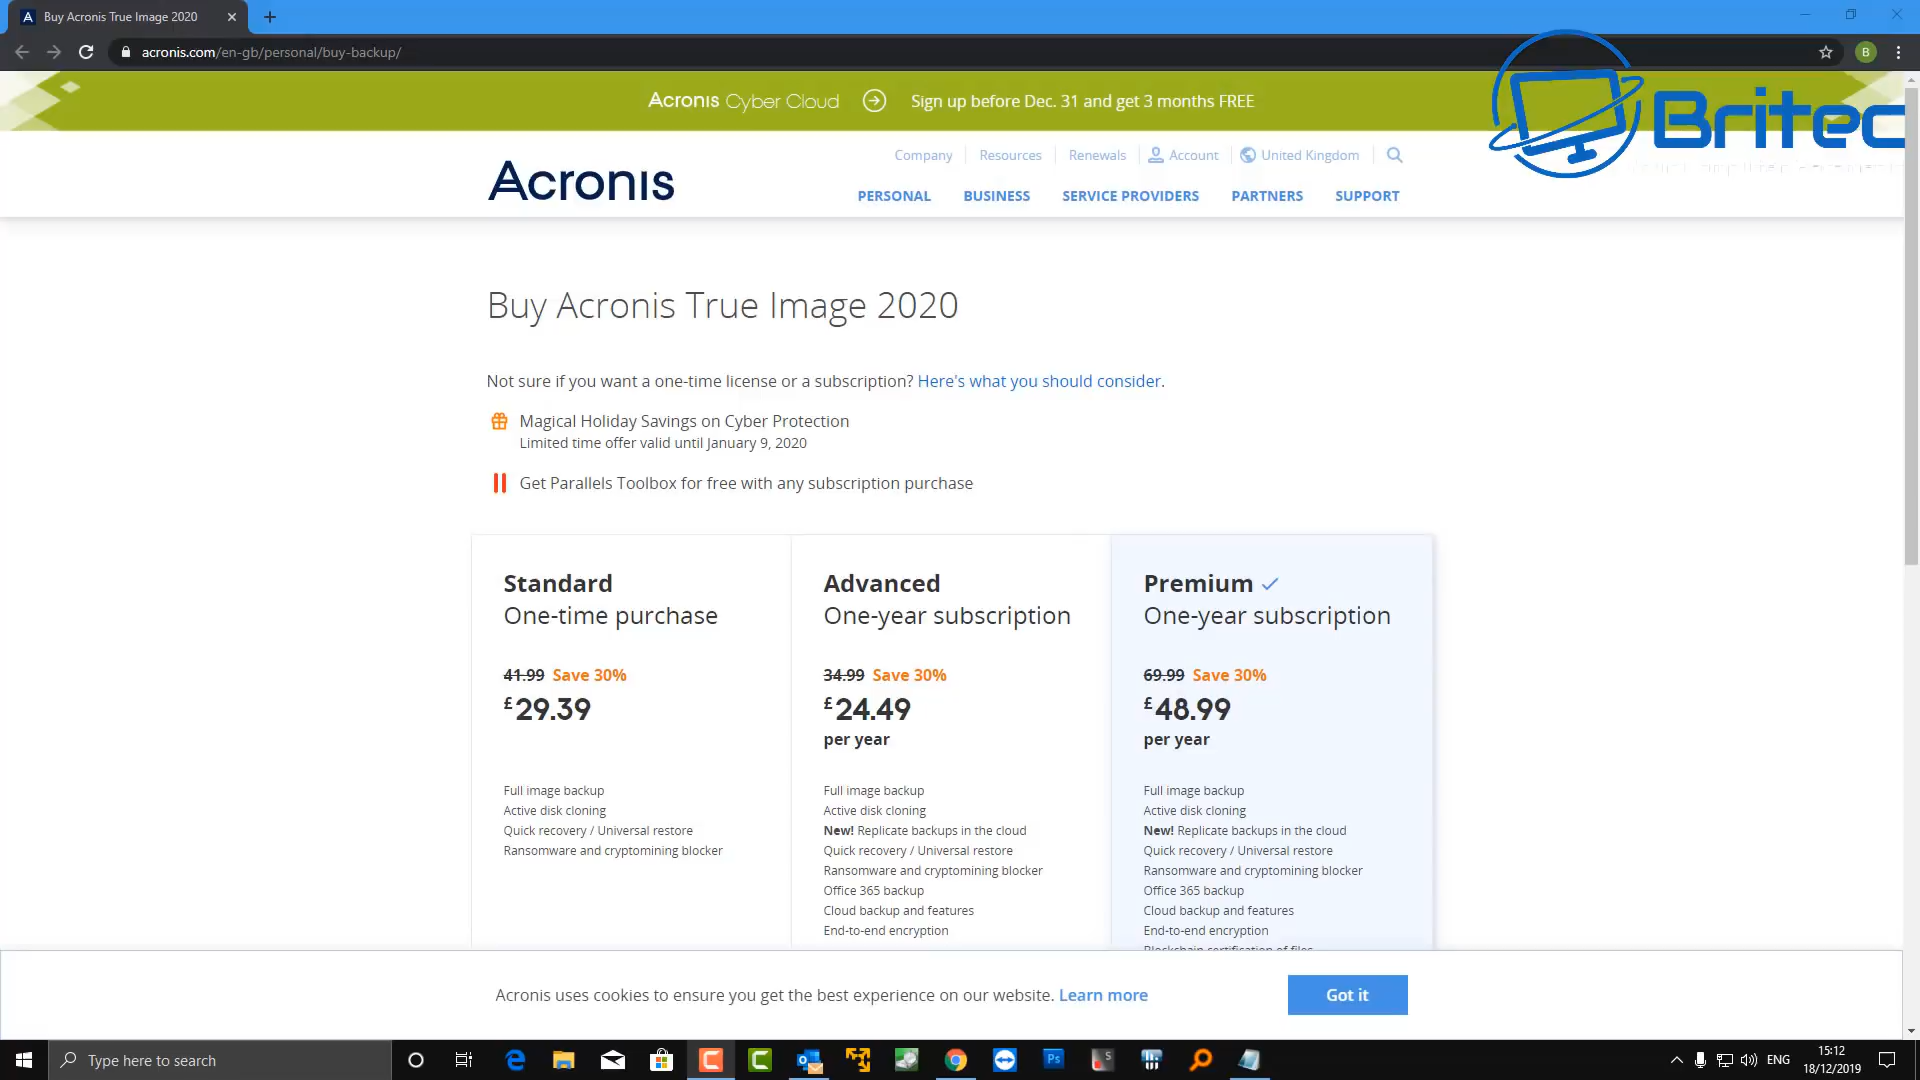 Buy Acronis True Image 2020
acronis.com/en-gb/personal/buy-backup/
B
Acronis Cyber Cloud Sign up before Dec. 31 and get 3 months FREE
Britec
Company Resources Renewals Account United Kingdom
Acronis
PERSONAL BUSINESS SERVICE PROVIDERS PARTNERS SUPPORT
Buy Acronis True Image 2020
Not sure if you want a one-time license or a subscription? Here's what you should consider.
Magical Holiday Savings on Cyber Protection
Limited time offer valid until January 9, 2020
Get Parallels Toolbox for free with any subscription purchase
Standard
One-time purchase
41.99 Save 30%
£29.39
Full image backup
Active disk cloning
Quick recovery / Universal restore
Ransomware and cryptomining blocker
Advanced
One-year subscription
34.99 Save 30%
£24.49
per year
Full image backup
Active disk cloning
New! Replicate backups in the cloud
Quick recovery / Universal restore
Ransomware and cryptomining blocker
Office 365 backup
Cloud backup and features
End-to-end encryption
Premium
One-year subscription
69.99 Save 30%
£48.99
per year
Full image backup
Active disk cloning
New! Replicate backups in the cloud
Quick recovery / Universal restore
Ransomware and cryptomining blocker
Office 365 backup
Cloud backup and features
End-to-end encryption
Blockchain certification of files
Acronis uses cookies to ensure you get the best experience on our website. Learn more
Got it
Type here to search
ENG
15:12
18/12/2019